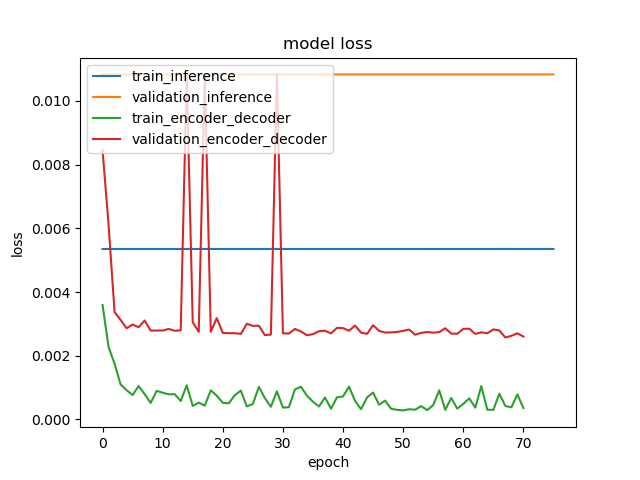 model loss
train_inference
validation_inference
train_encoder_decoder
validation_encoder_decoder
loss
0.010
0.008
0.006
0.004
0.002
0.000
0 10 20 30 40 50 60 70
epoch